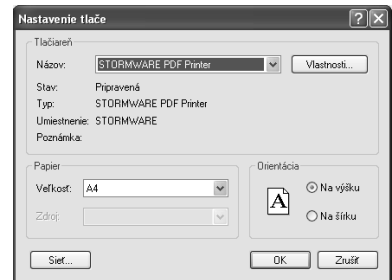 Nastavenie tlače
Tlačiareň
Názov: STORMWARE PDF Printer Vlastnosti...
Stav: Pripravená
Typ: STORMWARE PDF Printer
Umiestnenie: STORMWARE
Poznámka:
Papier
Veľkosť: A4
Zdroj:
Orientácia
A
Na výšku
Na šírku
Sieť... OK Zrušiť